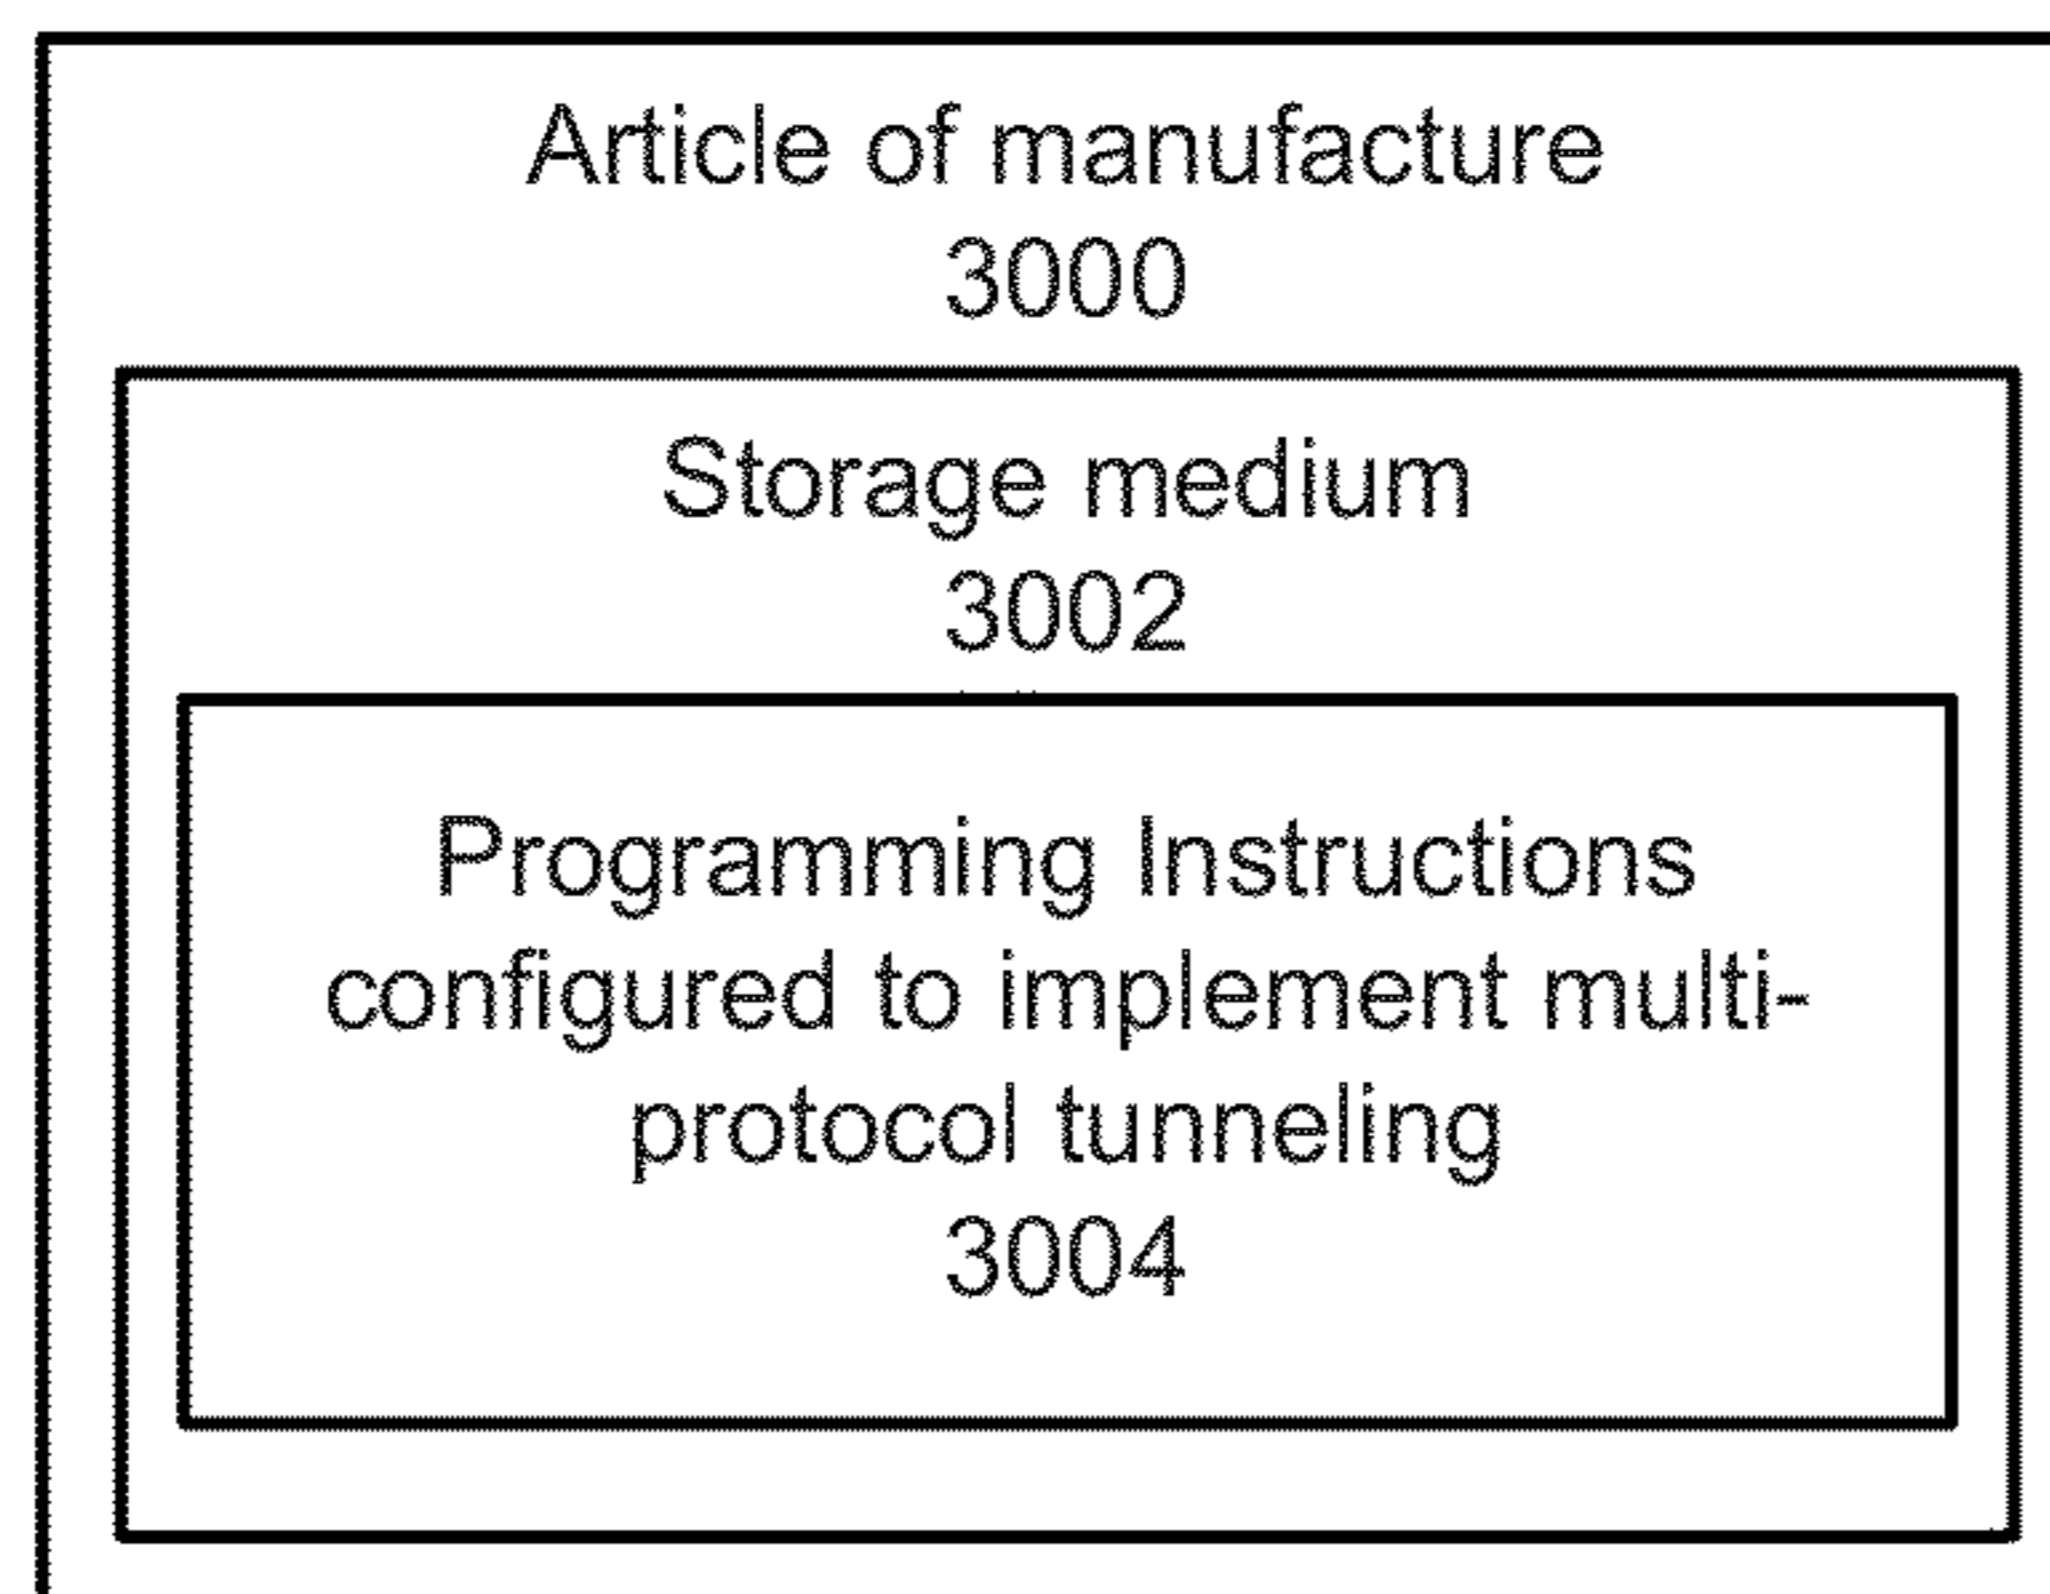 Article of manufacture
3000
Storage medium
3002
Programming Instructions
configured to implement multi-
protocol tunneling
3004